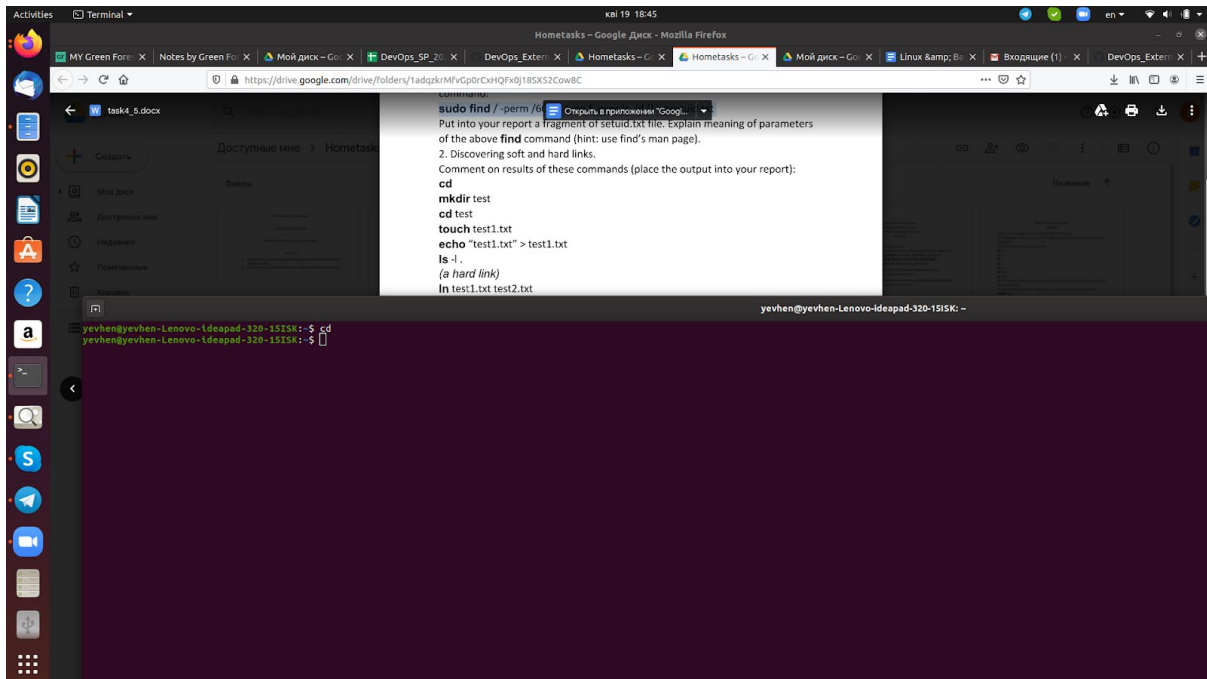 Activities
Terminal
кві 19 18:45
en
Hometasks – Google Диск - Mozilla Firefox
MY Green Fores
Notes by Green Fo
Мой диск – Go
DevOps_SP_20
DevOps_Extern
Hometasks – Go
Hometasks – Go
Мой диск – Goo
Linux &amp; Ba
Входящие (1) -
DevOps_Extern
https://drive.google.com/drive/folders/1adqzkrMfvGp0rCxHQFx0j18SX52Cow8C
W task4_5.docx
command:
sudo find / -perm
Открыть в приложении "Googl...
Put into your report a fragment of setuid.txt file. Explain meaning of parameters
of the above find command (hint: use find's man page).
2. Discovering soft and hard links.
Comment on results of these commands (place the output into your report):
cd
mkdir test
cd test
touch test1.txt
echo “test1.txt” > test1.txt
ls -l .
(a hard link)
ln test1.txt test2.txt
Создать
Доступные мне > Hometask
Мой диск
Доступные мне
Недавние
Помеченные
Корзина
Файлы
Название
yevhen@yevhen-Lenovo-ideapad-320-15ISK: ~
yevhen@yevhen-Lenovo-ideapad-320-15ISK:~$ cd
yevhen@yevhen-Lenovo-ideapad-320-15ISK:~$